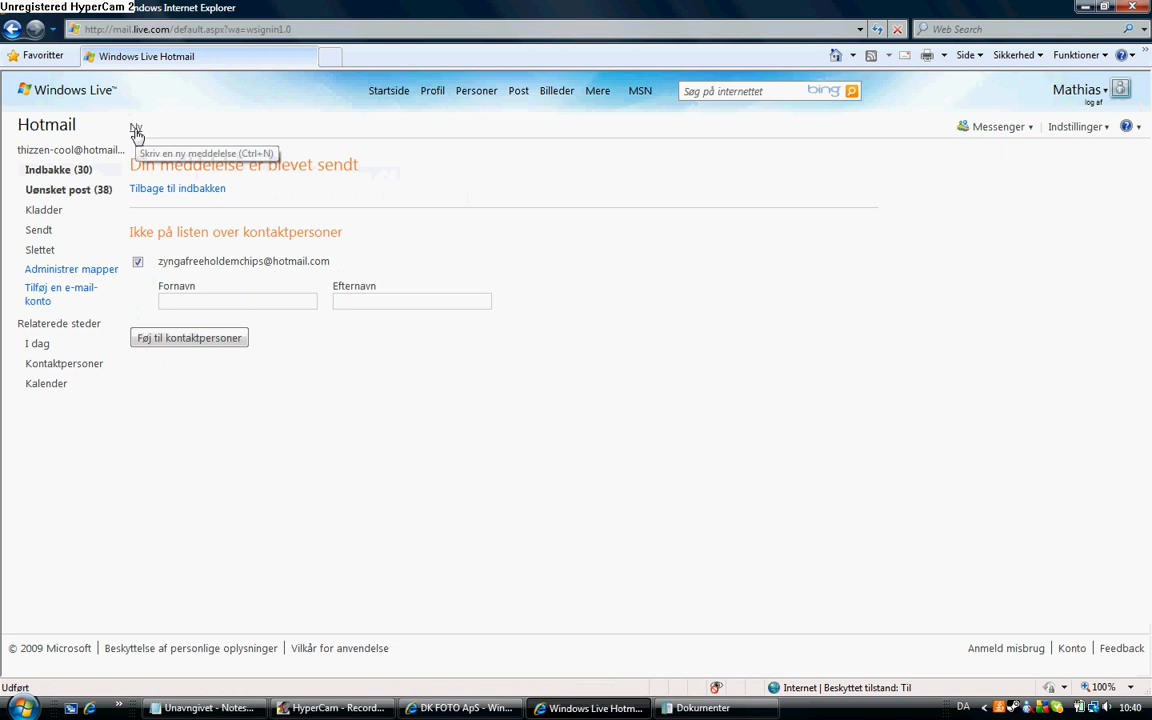 Unregistered HyperCam 2
ndows Internet Explorer
http://mail.live.com/default.aspx?wa=wsignin1.0
Web Search
Favoritter
Windows Live Hotmail
Side
Sikkerhed
Funktioner
Windows Live™
Startside Profil Personer Post Billeder Mere MSN
Søg på internettet
bing
Mathias
log af
Hotmail
Ny
Messenger
Indstillinger
Skriv en ny meddelelse (Ctrl+N)
thizzen-cool@hotmail...
Indbakke (30)
Uønsket post (38)
Kladder
Sendt
Slettet
Administrer mapper
Tilføj en e-mail-
konto
Relaterede steder
I dag
Kontaktpersoner
Kalender
Din meddelelse er blevet sendt
Tilbage til indbakken
Ikke på listen over kontaktpersoner
zyngafreeholdemchips@hotmail.com
Fornavn
Efternavn
Føj til kontaktpersoner
© 2009 Microsoft | Beskyttelse af personlige oplysninger | Vilkår for anvendelse
Anmeld misbrug | Konto | Feedback
Udført
Internet | Beskyttet tilstand: Til
100%
Unavngivet - Notes...
HyperCam - Record...
DK FOTO ApS - Win...
Windows Live Hotm...
Dokumenter
DA
10:40